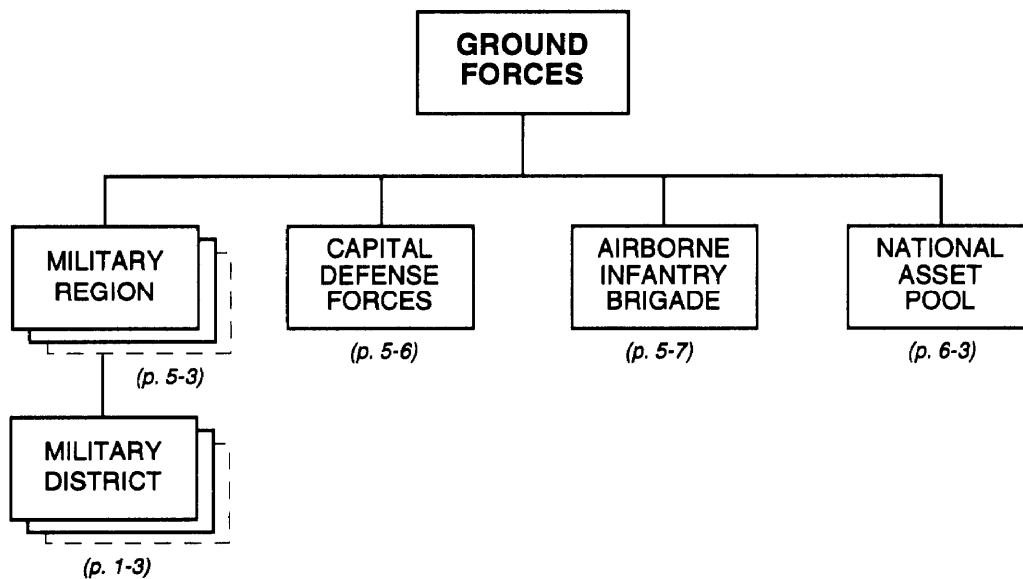 GROUND
FORCES
MILITARY
REGION
CAPITAL
DEFENSE
FORCES
AIRBORNE
INFANTRY
BRIGADE
NATIONAL
ASSET
POOL
(p. 5-3)
(p. 5-6)
(p. 5-7)
(p. 6-3)
MILITARY
DISTRICT
(p. 1-3)